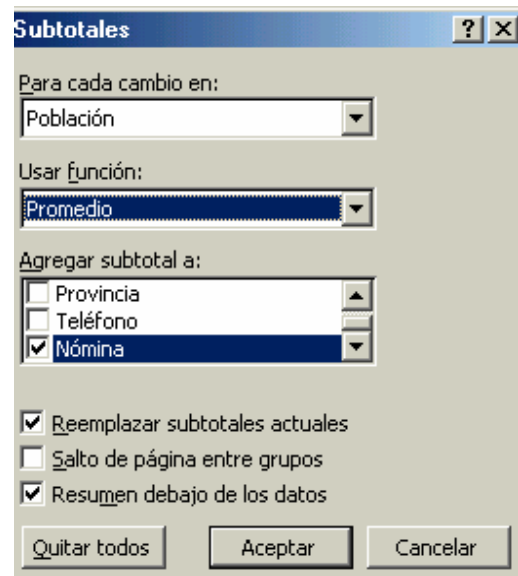 Subtotales
Para cada cambio en:
Población
Usar función:
Promedio
Agregar subtotal a:
Provincia
Teléfono
Nómina
Reemplazar subtotales actuales
Salto de página entre grupos
Resumen debajo de los datos
Quitar todos Aceptar Cancelar